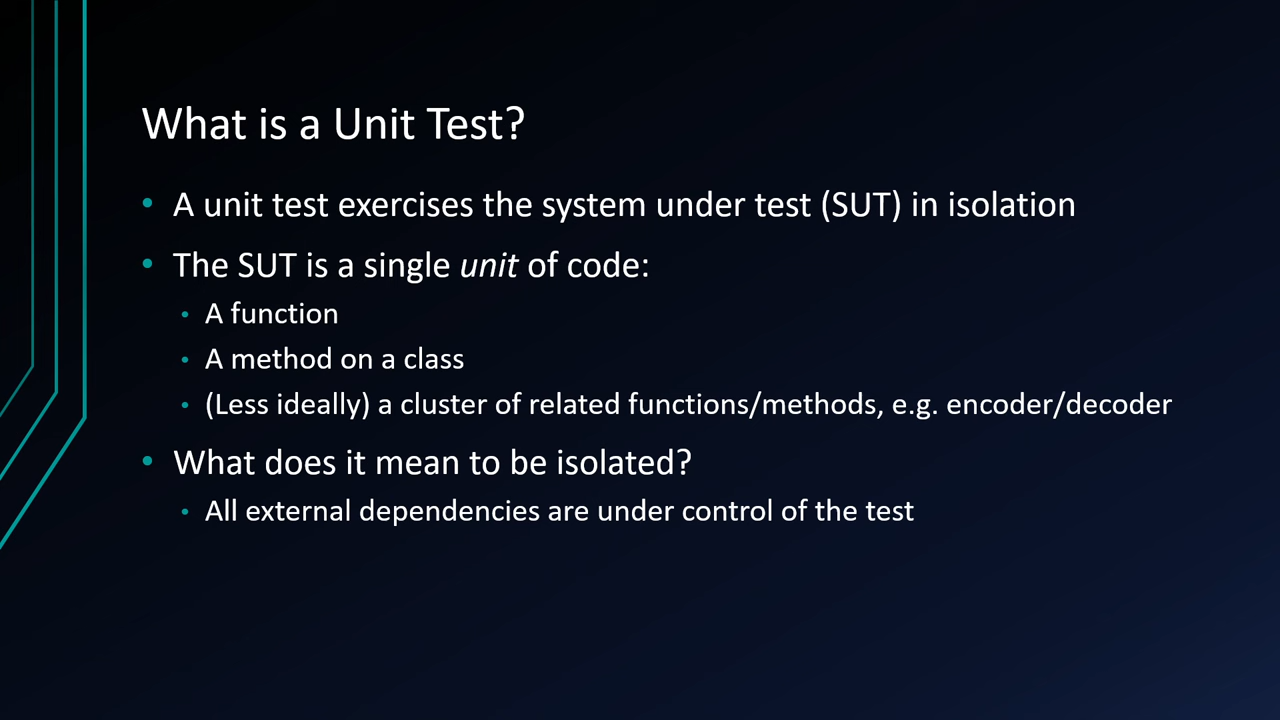 What is a Unit Test?
• A unit test exercises the system under test (SUT) in isolation
• The SUT is a single unit of code:
• A function
• A method on a class
• (Less ideally) a cluster of related functions/methods, e.g. encoder/decoder
• What does it mean to be isolated?
• All external dependencies are under control of the test